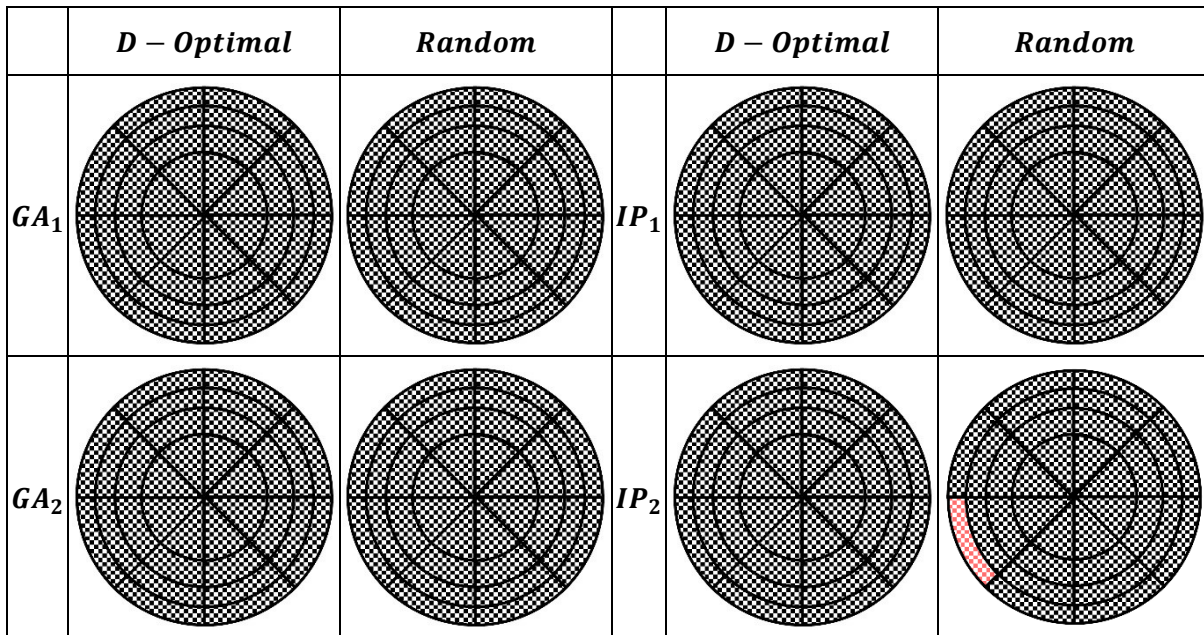 D − Optimal Random D − Optimal Random
GA₁ IP₁
GA₂ IP₂